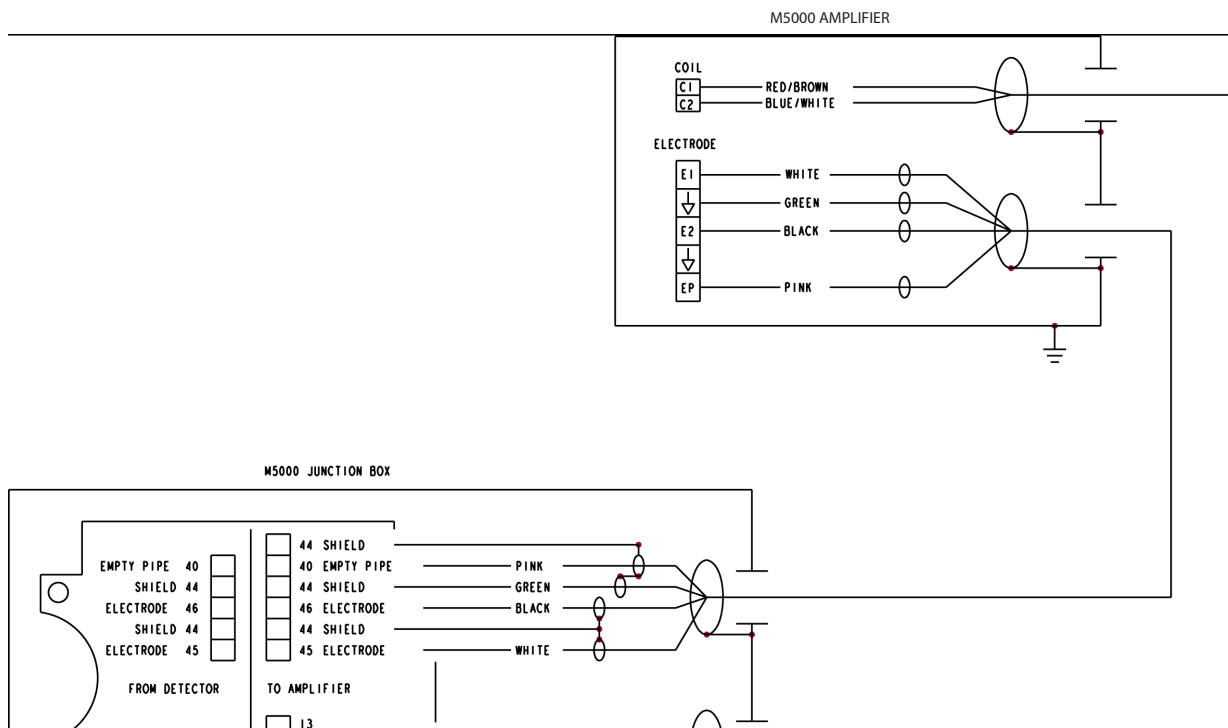 M5000 AMPLIFIER
COIL
C1 RED/BROWN
C2 BLUE/WHITE
ELECTRODE
E1 WHITE
GREEN
E2 BLACK
EP PINK
M5000 JUNCTION BOX
44 SHIELD
EMPTY PIPE 40 40 EMPTY PIPE PINK
SHIELD 44 44 SHIELD GREEN
ELECTRODE 46 46 ELECTRODE BLACK
SHIELD 44 44 SHIELD
ELECTRODE 45 45 ELECTRODE WHITE
FROM DETECTOR TO AMPLIFIER
13